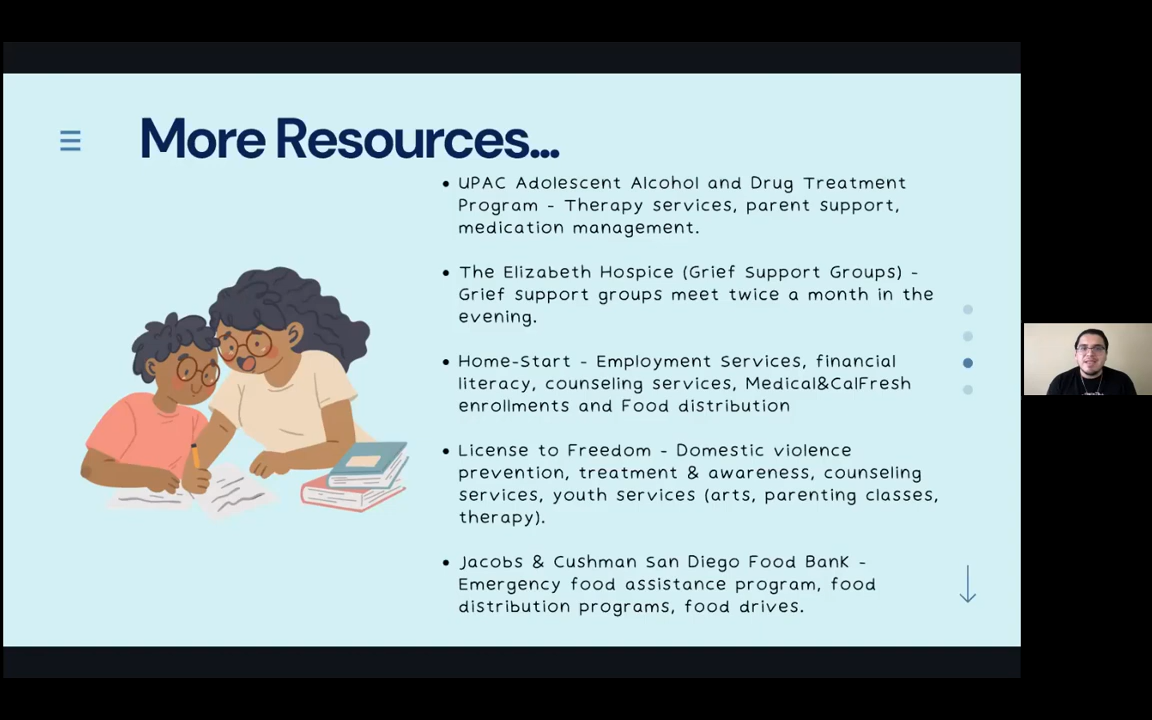 More Resources...
• UPAC Adolescent Alcohol and Drug Treatment
Program - Therapy services, parent support,
medication management.
• The Elizabeth Hospice (Grief Support Groups) -
Grief support groups meet twice a month in the
evening.
• Home-Start - Employment Services, financial
literacy, counseling services, Medical&CalFresh
enrollments and Food distribution
• License to Freedom - Domestic violence
prevention, treatment & awareness, counseling
services, youth services (arts, parenting classes,
therapy).
• Jacobs & Cushman San Diego Food Bank -
Emergency food assistance program, food
distribution programs, food drives.